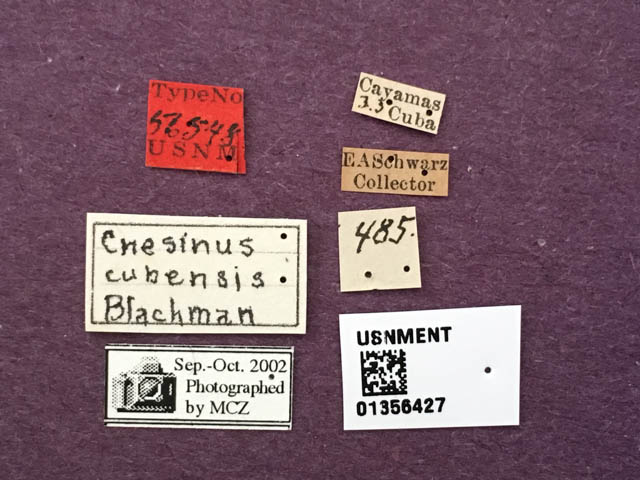 TypeNo
56548
USNM
Cayamas
3.3 Cuba
EASchwarz
Collector
Cnesinus
cubensis
Blackman
485.
Sep.-Oct. 2002
Photographed
by MCZ
USNMENT
01356427